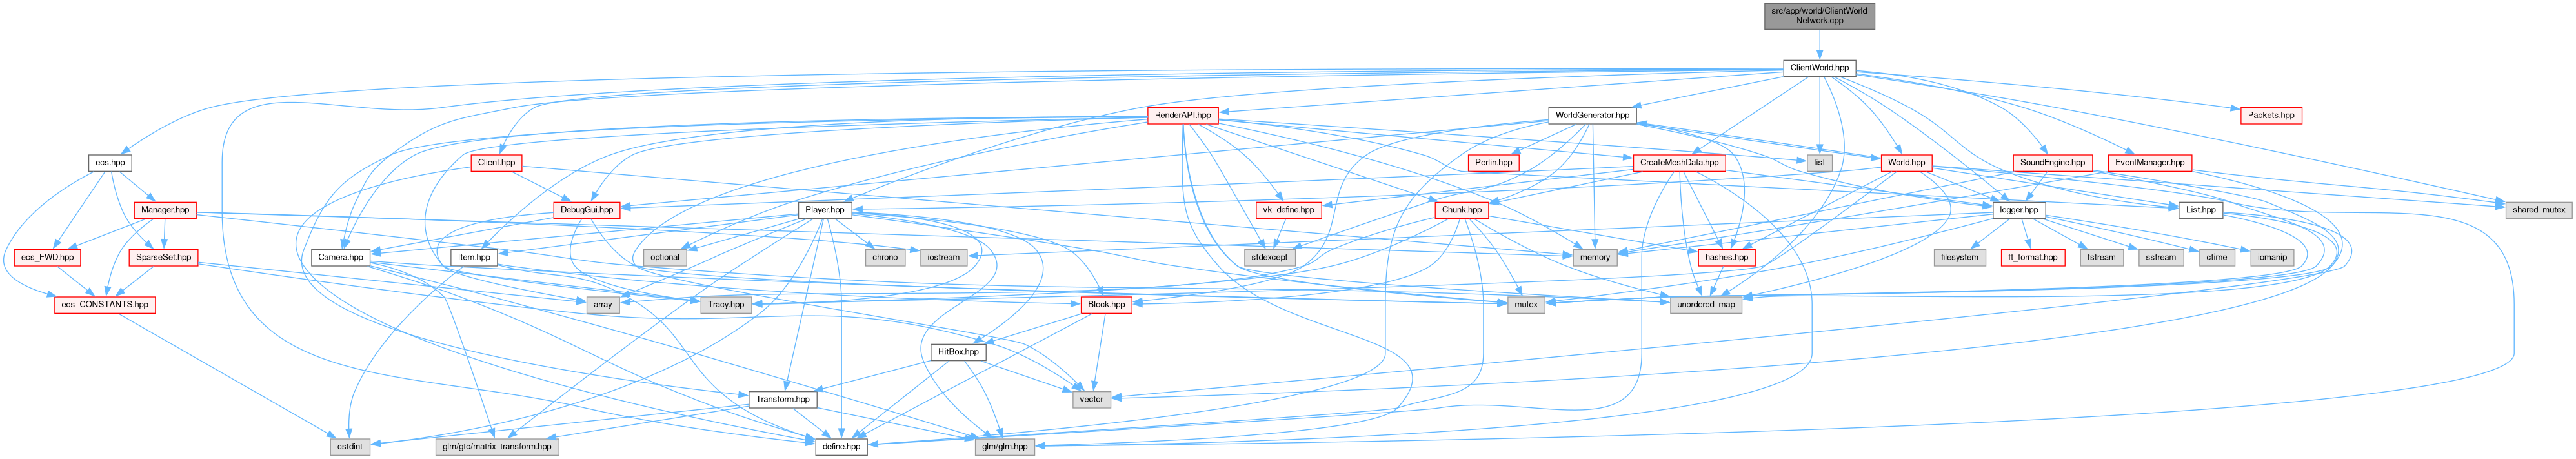 src/app/world/ClientWorld
Network.cpp
ClientWorld.hpp
RenderAPI.hpp
WorldGenerator.hpp
Packets.hpp
ecs.hpp
Client.hpp
Perlin.hpp
list
CreateMeshData.hpp
World.hpp
SoundEngine.hpp
EventManager.hpp
Manager.hpp
DebugGui.hpp
Player.hpp
vk_define.hpp
Chunk.hpp
logger.hpp
List.hpp
shared_mutex
ecs_FWD.hpp
SparseSet.hpp
Camera.hpp
Item.hpp
optional
chrono
iostream
stdexcept
memory
hashes.hpp
filesystem
ft_format.hpp
fstream
sstream
ctime
iomanip
ecs_CONSTANTS.hpp
array
Tracy.hpp
Block.hpp
mutex
unordered_map
HitBox.hpp
Transform.hpp
vector
cstdint
glm/gtc/matrix_transform.hpp
define.hpp
glm/glm.hpp